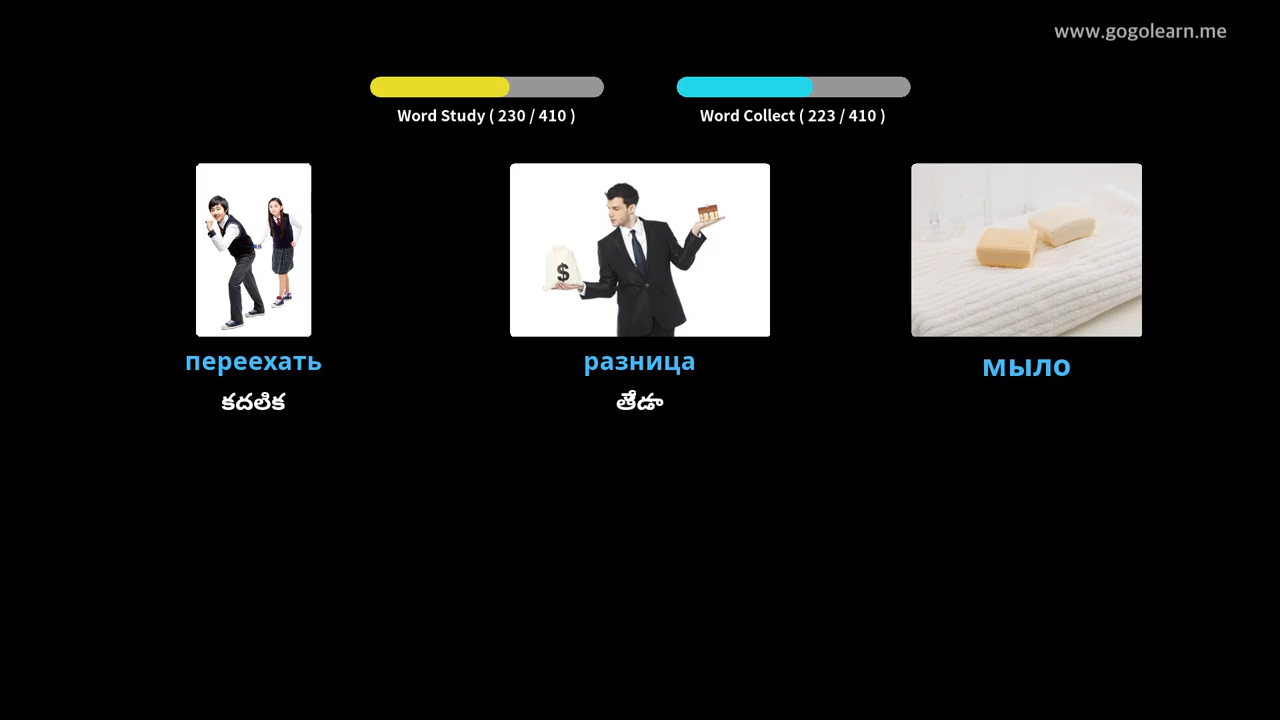 www.gogolearn.me
Word Study ( 230 / 410 )
Word Collect ( 223 / 410 )
$
переехать
разница
мыло
కదలిక
తేడా